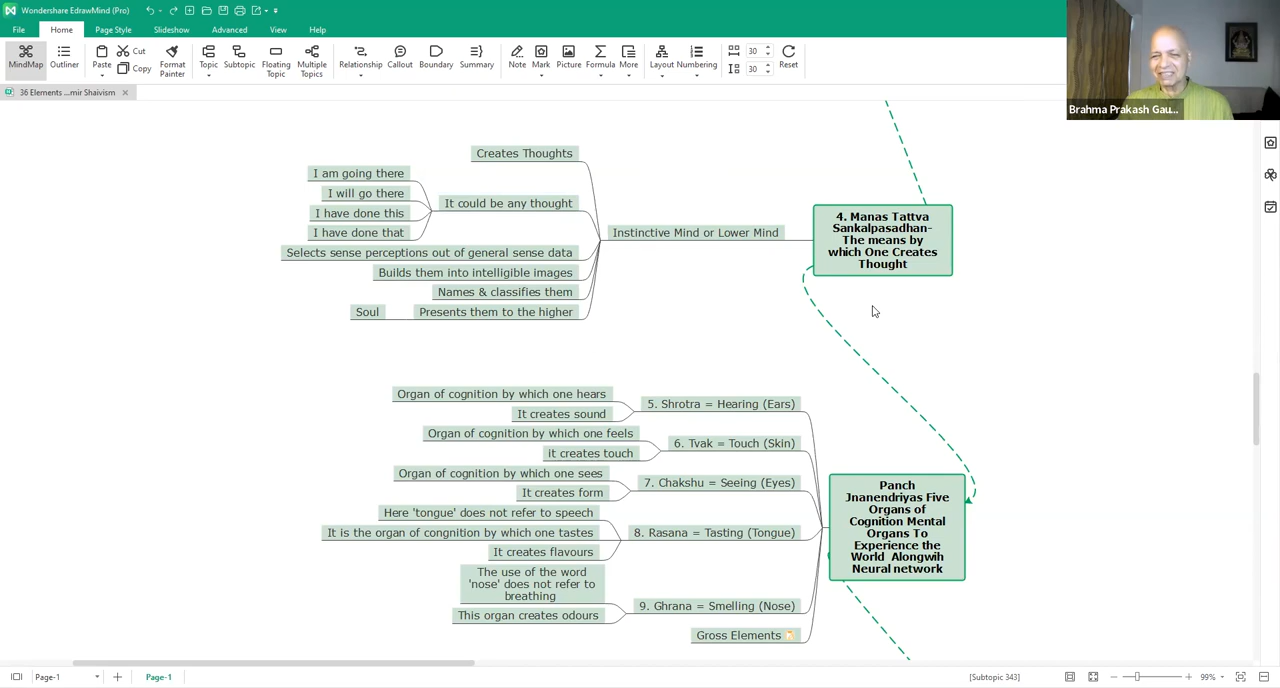 Wondershare EdrawMind (Pro)
File
Home
Page Style
Slideshow
Advanced
View
Help
MindMap
Outliner
Paste
Cut
Copy
Format
Painter
Topic
Subtopic
Floating
Topic
Multiple
Topics
Relationship
Callout
Boundary
Summary
Note
Mark
Picture
Formula
More
Layout
Numbering
30
30
Reset
Brahma Prakash Gau...
36 Elements ...mir Shaivism
Creates Thoughts
I am going there
I will go there
I have done this
I have done that
It could be any thought
Selects sense perceptions out of general sense data
Builds them into intelligible images
Names & classifies them
Soul
Presents them to the higher
Instinctive Mind or Lower Mind
4. Manas Tattva
Sankalpasadhan-
The means by
which One Creates
Thought
Organ of cognition by which one hears
It creates sound
5. Shrotra = Hearing (Ears)
Organ of cognition by which one feels
it creates touch
6. Tvak = Touch (Skin)
Organ of cognition by which one sees
It creates form
7. Chakshu = Seeing (Eyes)
Here 'tongue' does not refer to speech
It is the organ of congnition by which one tastes
It creates flavours
8. Rasana = Tasting (Tongue)
The use of the word
'nose' does not refer to
breathing
This organ creates odours
9. Ghrana = Smelling (Nose)
Gross Elements
Panch
Jnanendriyas Five
Organs of
Cognition Mental
Organs To
Experience the
World Alongwih
Neural network
Page-1
Page-1
[Subtopic 343]
99%